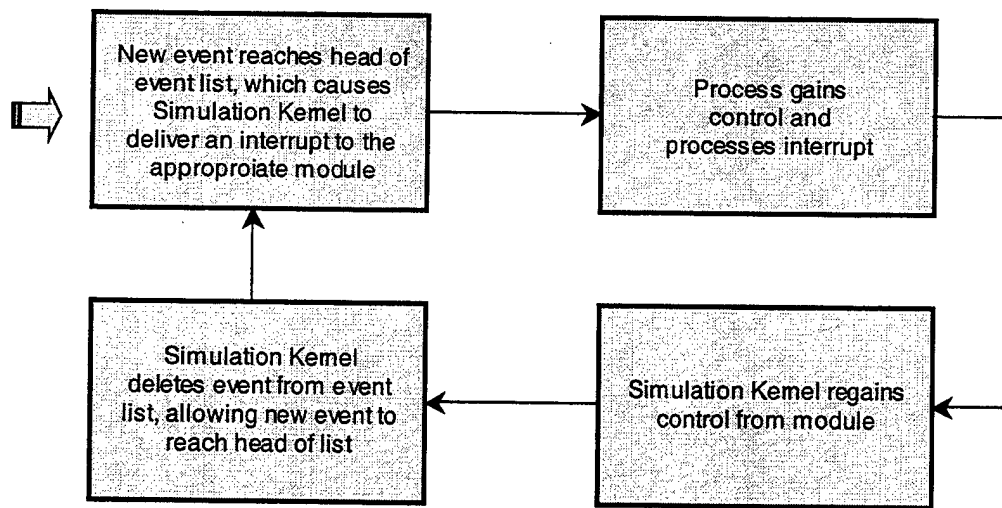 New event reaches head of
event list, which causes
Simulation Kernel to
deliver an interrupt to the
approproiate module
Process gains
control and
processes interrupt
Simulation Kernel
deletes event from event
list, allowing new event to
reach head of list
Simulation Kernel regains
control from module